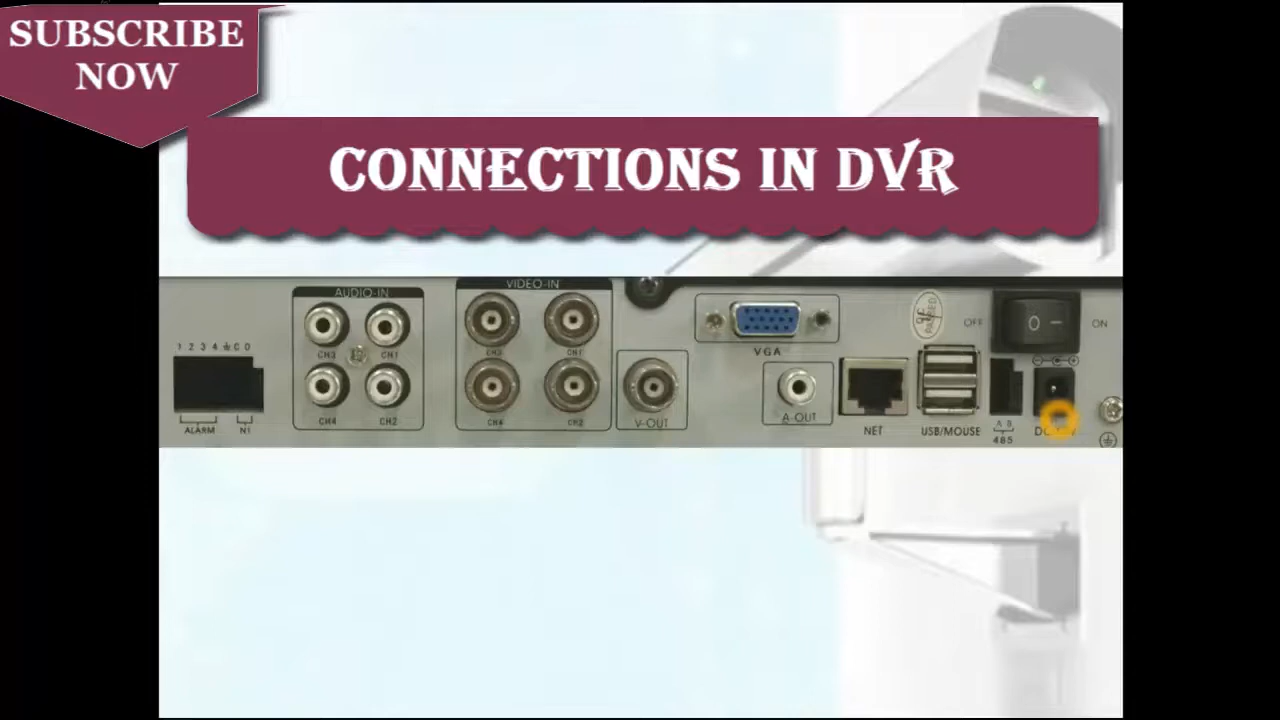 SUBSCRIBE
NOW
CONNECTIONS IN DVR
AUDIO-IN
VIDEO-IN
CH3
CH1
CH4
CH2
CH3
CH1
CH4
CH2
1 2 3 4 C D
ALARM
V-OUT
VGA
A-OUT
NET
USB/MOUSE
A B
485
OFF
0 –
ON
PASSED